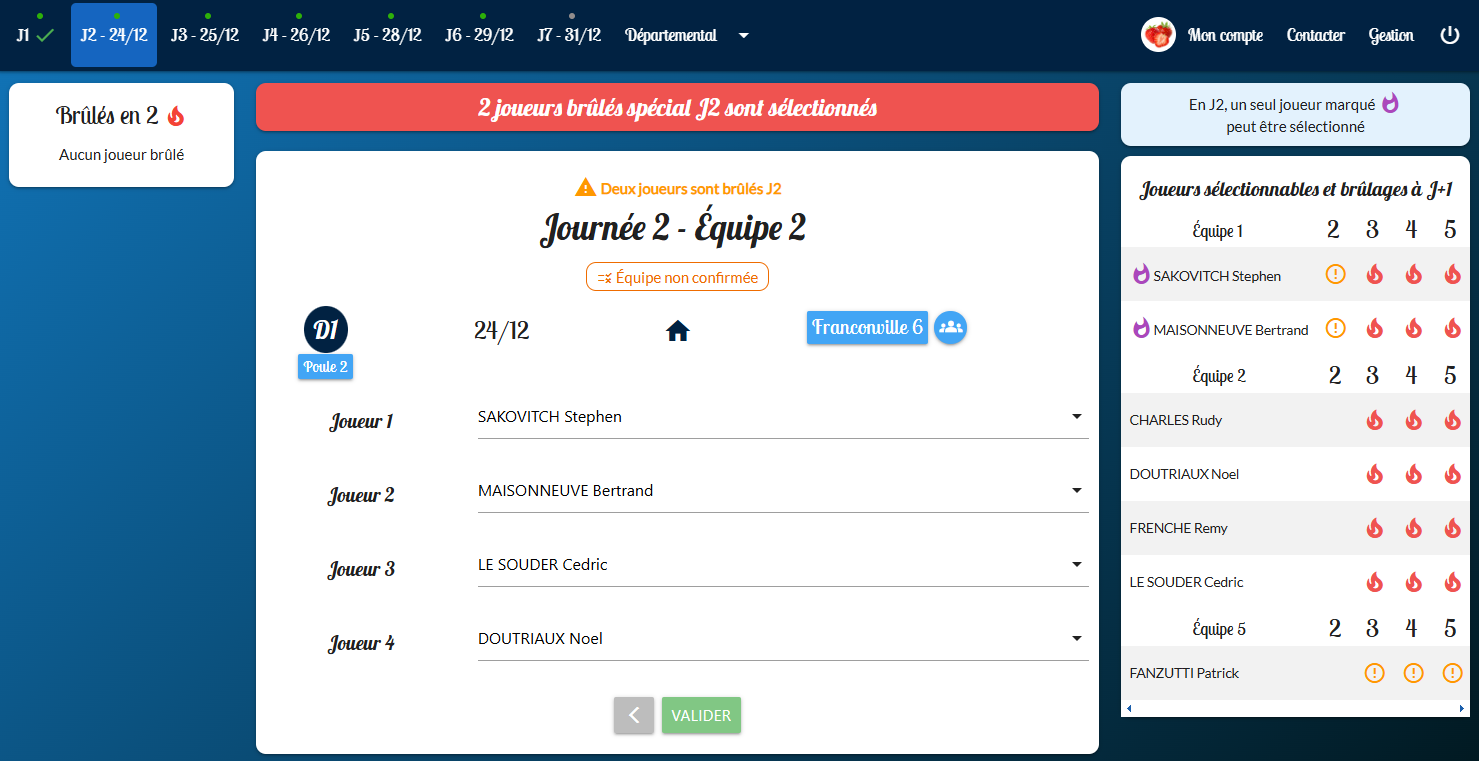 J1
J2 - 24/12
J3 - 25/12
J4 - 26/12
J5 - 28/12
J6 - 29/12
J7 - 31/12
Départemental
Mon compte
Contacter
Gestion
Brûlés en 2
Aucun joueur brûlé
2 joueurs brûlés spécial J2 sont sélectionnés
Deux joueurs sont brûlés J2
Journée 2 - Équipe 2
Équipe non confirmée
D1
Poule 2
24/12
Franconville 6
Joueur 1
SAKOVITCH Stephen
Joueur 2
MAISONNEUVE Bertrand
Joueur 3
LE SOUDER Cedric
Joueur 4
DOUTRIAUX Noel
VALIDER
En J2, un seul joueur marqué
peut être sélectionné
Joueurs sélectionnables et brûlages à J+1
Équipe 1 2 3 4 5
SAKOVITCH Stephen
MAISONNEUVE Bertrand
Équipe 2 2 3 4 5
CHARLES Rudy
DOUTRIAUX Noel
FRENCHE Remy
LE SOUDER Cedric
Équipe 5 2 3 4 5
FANZUTTI Patrick